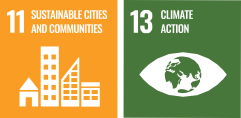 11 SUSTAINABLE CITIES
AND COMMUNITIES
13 CLIMATE
ACTION